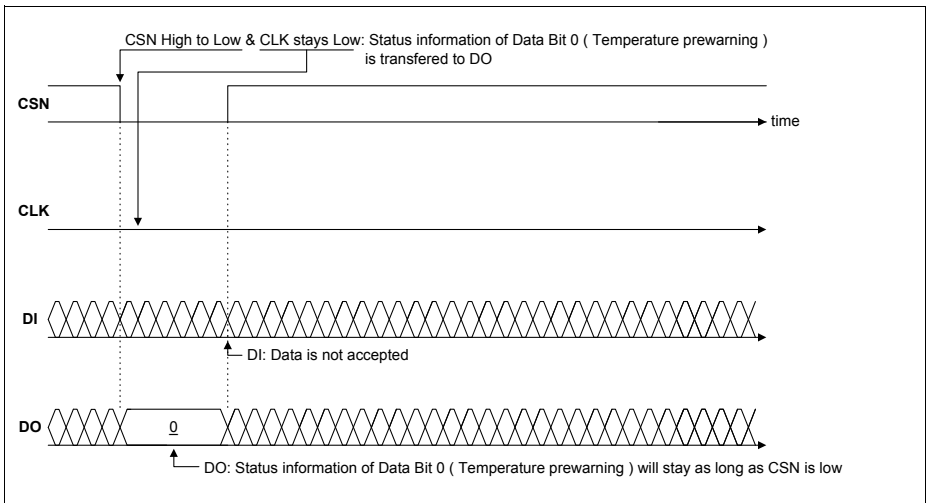 CSN High to Low & CLK stays Low: Status information of Data Bit 0 ( Temperature prewarning )
is transfered to DO
CSN
time
CLK
DI
DI: Data is not accepted
DO
0
DO: Status information of Data Bit 0 ( Temperature prewarning ) will stay as long as CSN is low